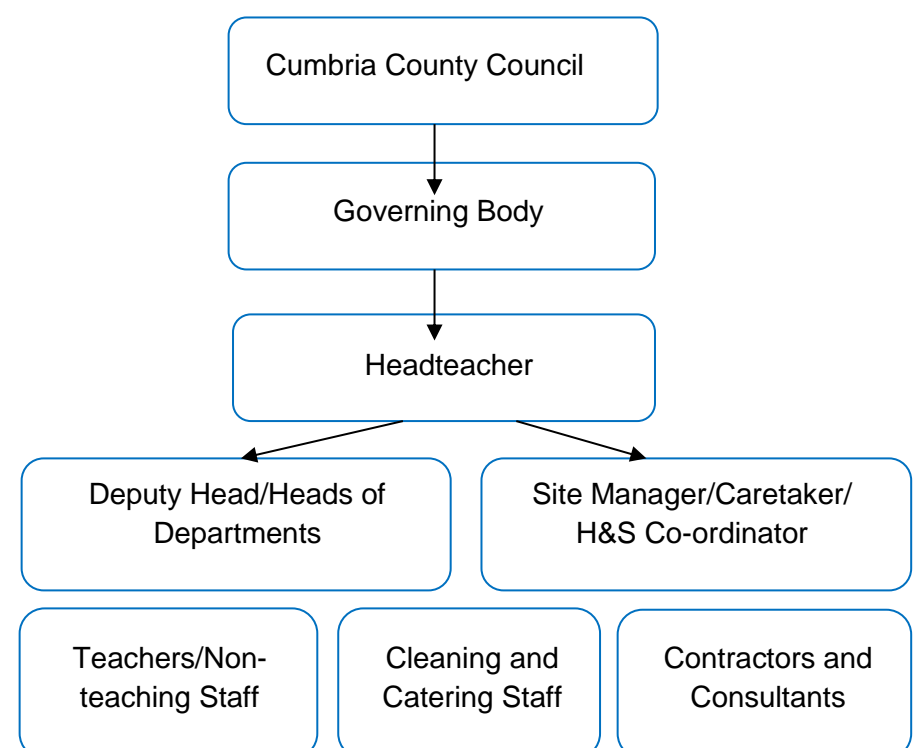 Cumbria County Council
Governing Body
Headteacher
Deputy Head/Heads of
Departments
Site Manager/Caretaker/
H&S Co-ordinator
Teachers/Non-
teaching Staff
Cleaning and
Catering Staff
Contractors and
Consultants